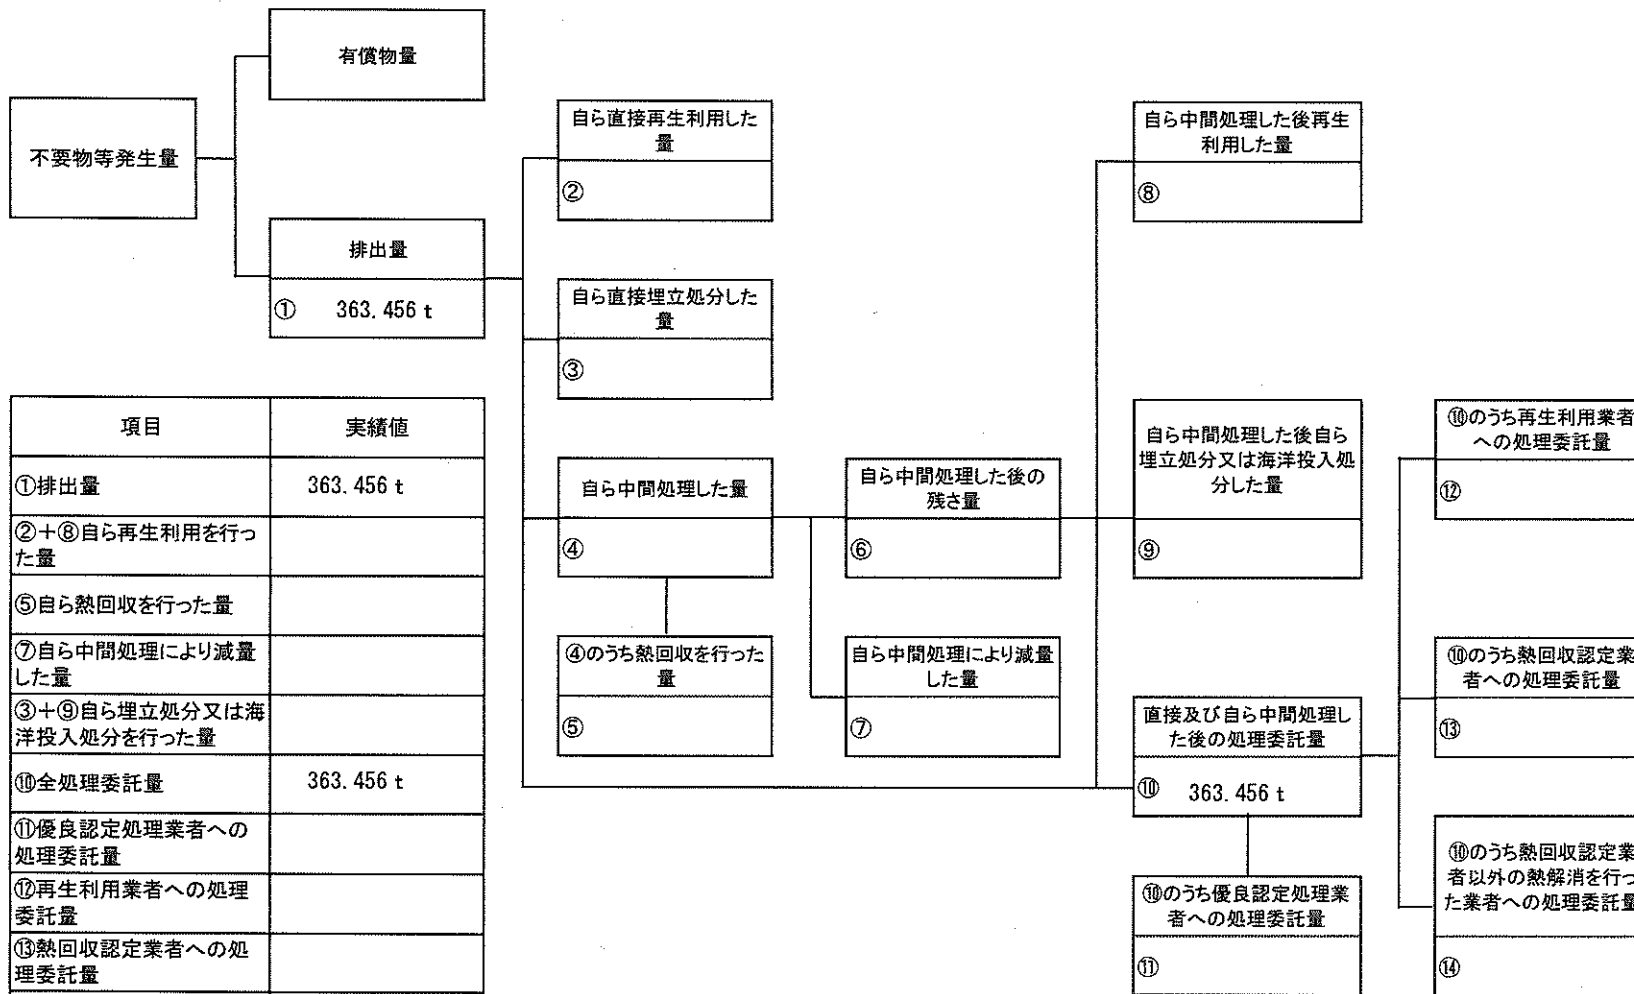 有償物量
不要物等発生量
排出量
① 363.456 t
自ら直接再生利用した
量
②
自ら直接埋立処分した
量
③
自ら中間処理した量
④
④のうち熱回収を行った
量
⑤
自ら中間処理した後の
残さ量
⑥
自ら中間処理により減量
した量
⑦
自ら中間処理した後再生
利用した量
⑧
自ら中間処理した後自ら
埋立処分又は海洋投入処
分した量
⑨
直接及び自ら中間処理し
た後の処理委託量
⑩ 363.456 t
⑩のうち優良認定処理業
者への処理委託量
⑪
⑩のうち再生利用業者
への処理委託量
⑫
⑩のうち熱回収認定業
者への処理委託量
⑬
⑩のうち熱回収認定業
者以外の熱解消を行っ
た業者への処理委託量
⑭
項目 実績値
①排出量 363.456 t
②+⑧自ら再生利用を行っ
た量
⑤自ら熱回収を行った量
⑦自ら中間処理により減量
した量
③+⑨自ら埋立処分又は海
洋投入処分を行った量
⑩全処理委託量 363.456 t
⑪優良認定処理業者への
処理委託量
⑫再生利用業者への処理
委託量
⑬熱回収認定業者への処
理委託量